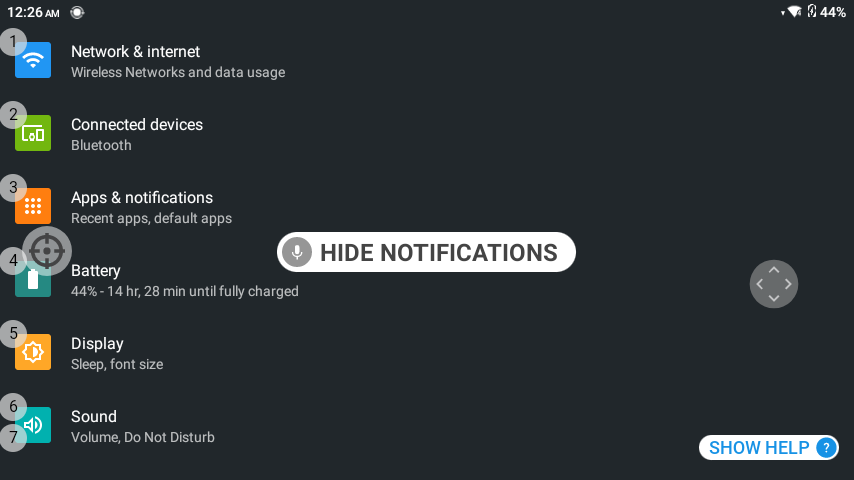 12:26 AM
44%
1
Network & internet
Wireless Networks and data usage
2
Connected devices
Bluetooth
3
Apps & notifications
Recent apps, default apps
HIDE NOTIFICATIONS
4
Battery
44% - 14 hr, 28 min until fully charged
5
Display
Sleep, font size
6
Sound
7
Volume, Do Not Disturb
SHOW HELP ?